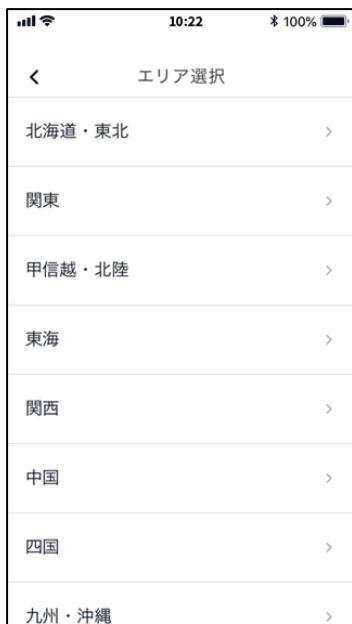 10:22 100%
エリア選択
北海道・東北
関東
甲信越・北陸
東海
関西
中国
四国
九州・沖縄